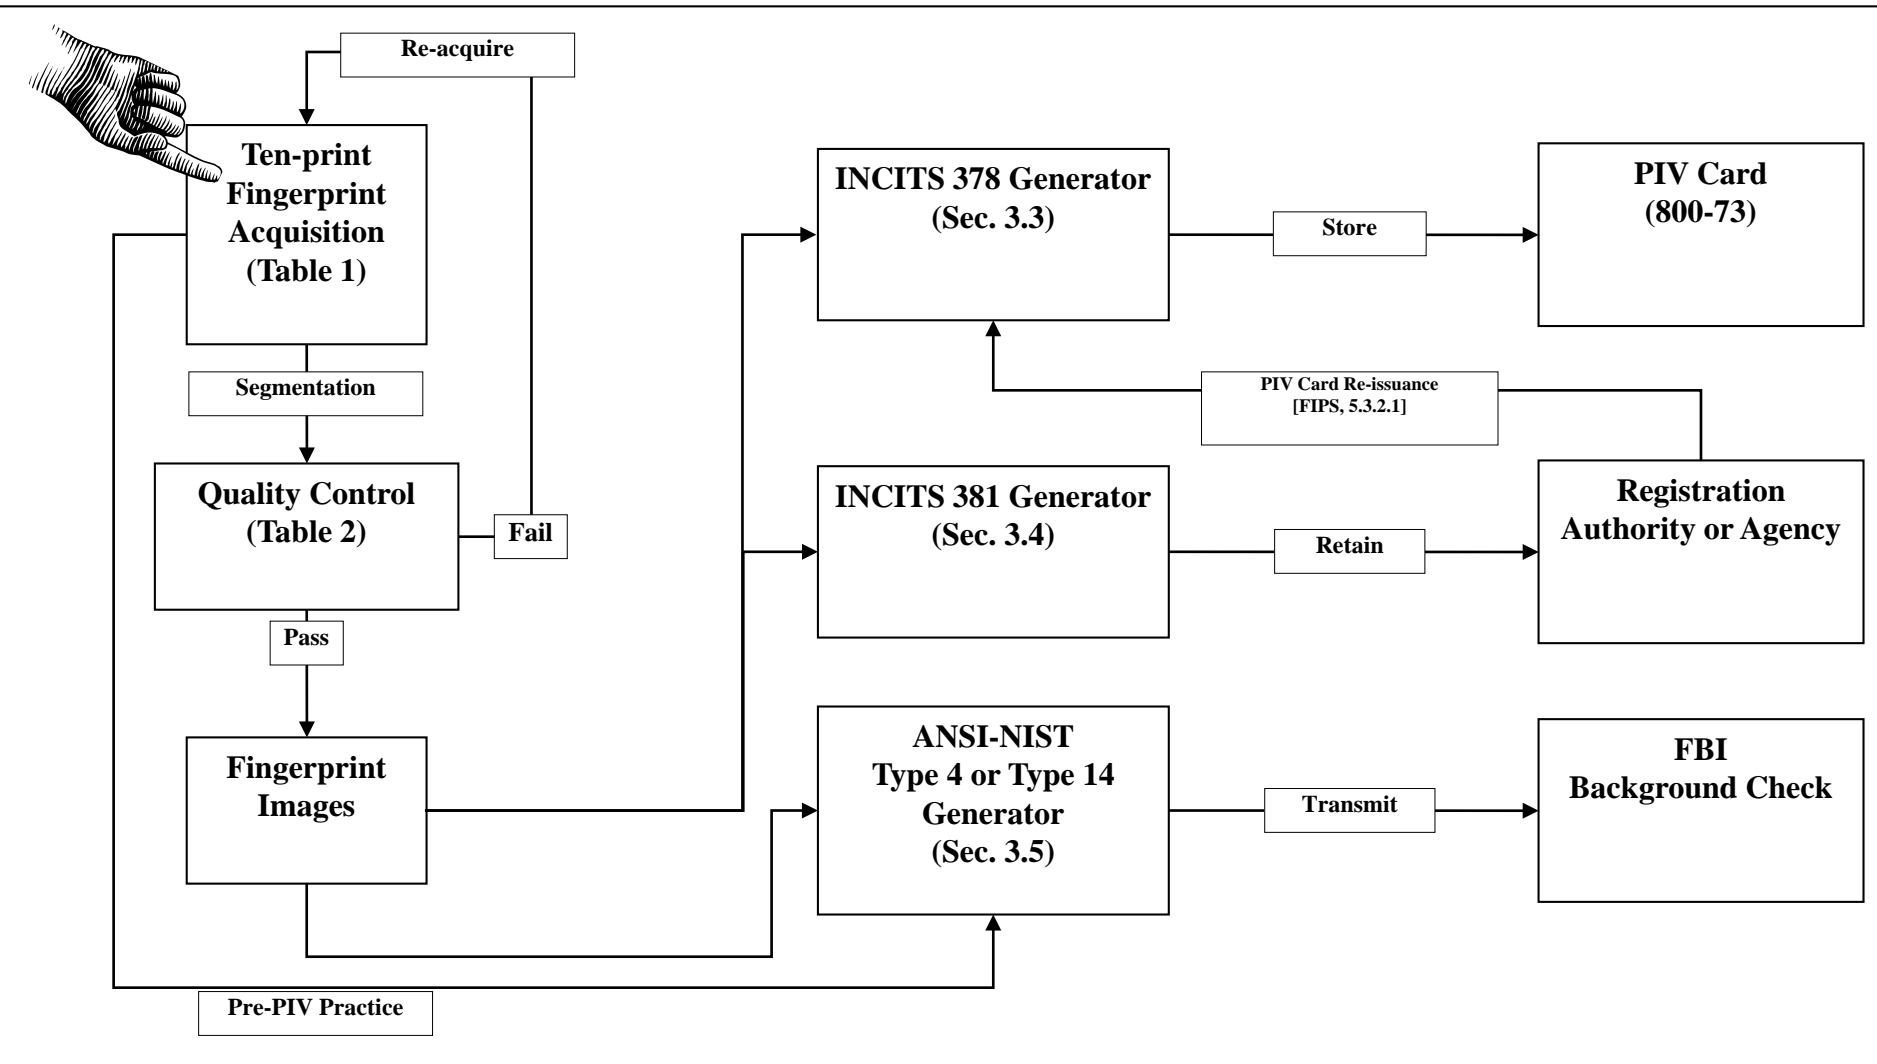 Re-acquire
Ten-print
Fingerprint
Acquisition
(Table 1)
Segmentation
Quality Control
(Table 2)
Fail
Pass
Fingerprint
Images
Pre-PIV Practice
INCITS 378 Generator
(Sec. 3.3)
Store
PIV Card
(800-73)
PIV Card Re-issuance
[FIPS, 5.3.2.1]
INCITS 381 Generator
(Sec. 3.4)
Retain
Registration
Authority or Agency
ANSI-NIST
Type 4 or Type 14
Generator
(Sec. 3.5)
Transmit
FBI
Background Check